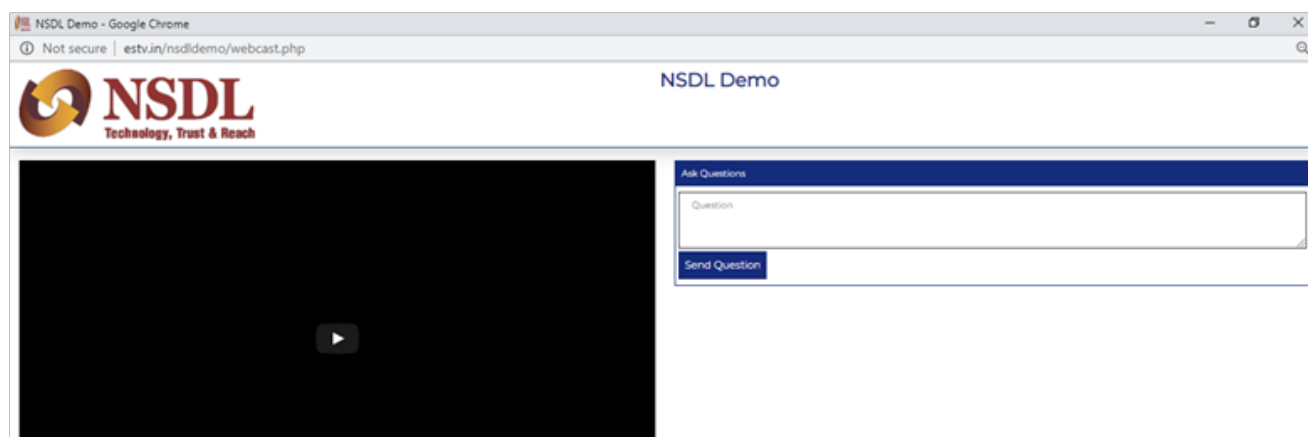 NSDL Demo - Google Chrome
Not secure | estv.in/nsdldemo/webcast.php
NSDL
Technology, Trust & Reach
NSDL Demo
Ask Questions
Question
Send Question